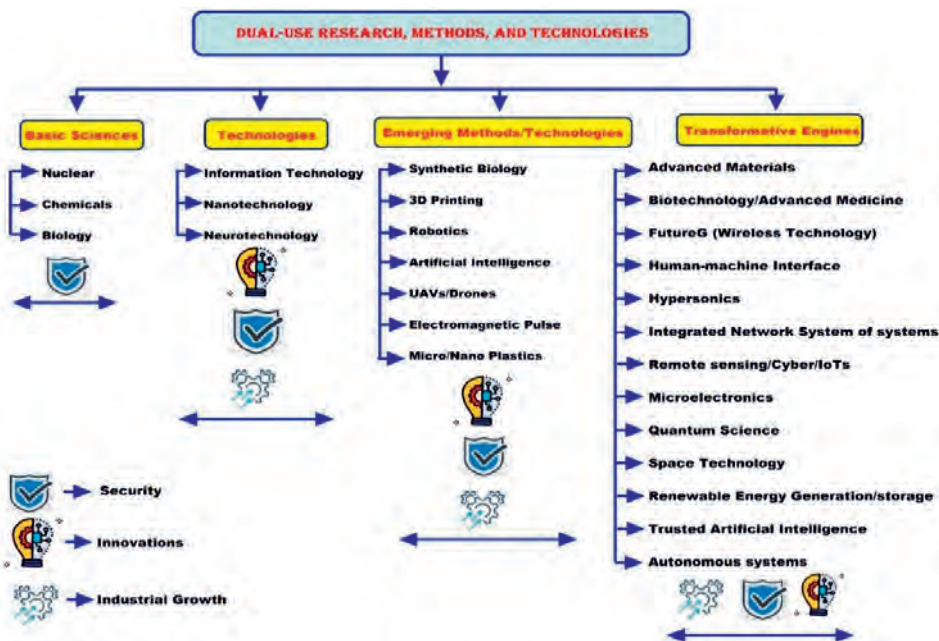 DUAL-USE RESEARCH, METHODS, AND TECHNOLOGIES
Basic Sciences
Nuclear
Chemicals
Biology
Technologies
Information Technology
Nanotechnology
Neurotechnology
Emerging Methods/Technologies
Synthetic Biology
3D Printing
Robotics
Artificial Intelligence
UAVs/Drones
Electromagnetic Pulse
Micro/Nano Plastics
Transformative Engines
Advanced Materials
Biotechnology/Advanced Medicine
FutureG (Wireless Technology)
Human-machine Interface
Hypersonics
Integrated Network System of systems
Remote sensing/Cyber/IoTs
Microelectronics
Quantum Science
Space Technology
Renewable Energy Generation/storage
Trusted Artificial Intelligence
Autonomous systems
Security
Innovations
Industrial Growth